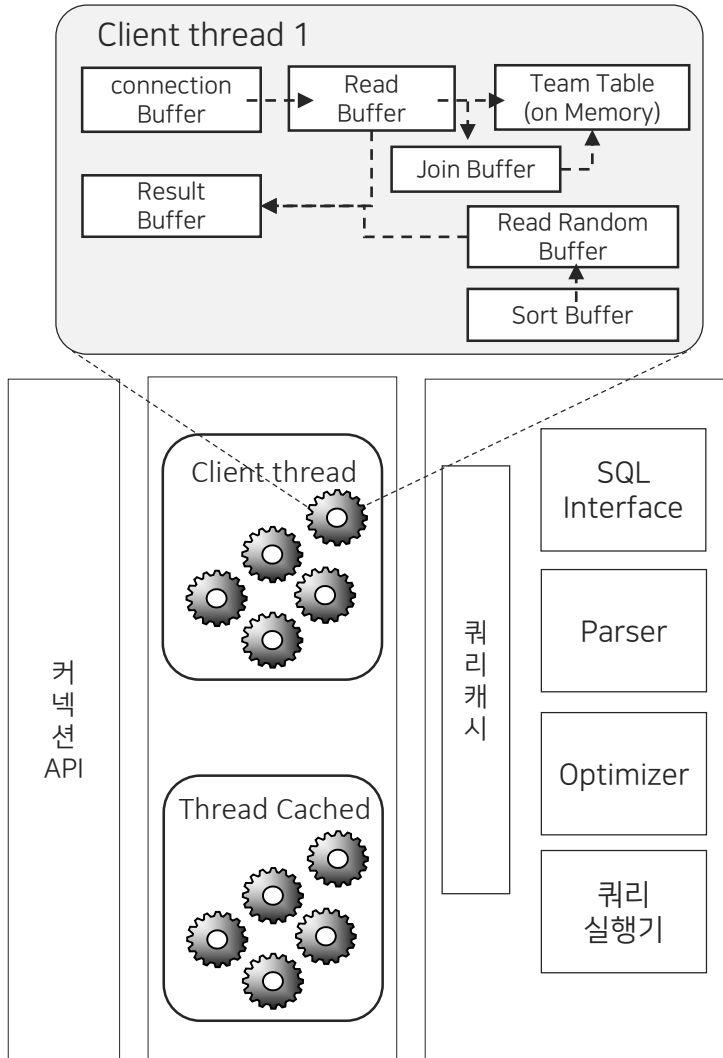 Client thread 1
connection
Buffer
Read
Buffer
Team Table
(on Memory)
Join Buffer
Result
Buffer
Read Random
Buffer
Sort Buffer
커
넥
션
API
Client thread
Thread Cached
쿼
리
캐
시
SQL
Interface
Parser
Optimizer
쿼리
실행기